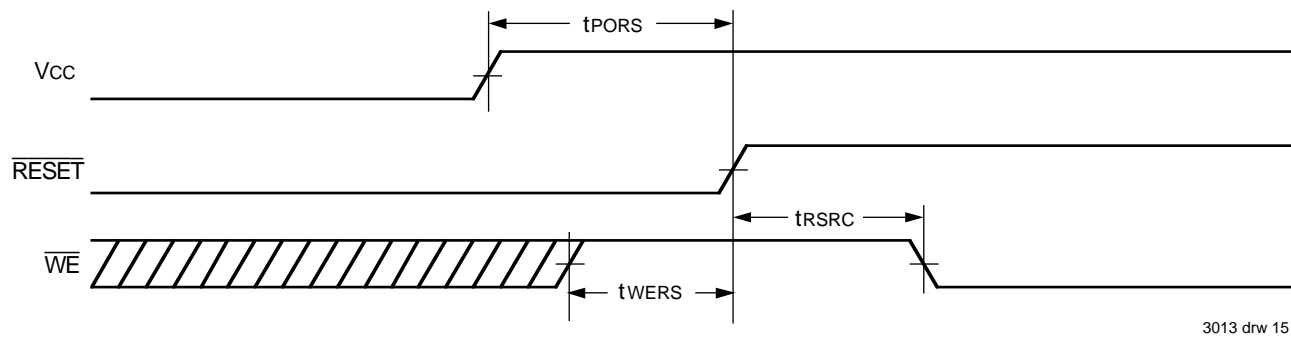 tPORS
VCC
RESET
tRSRC
WE
tWERS
3013 drw 15